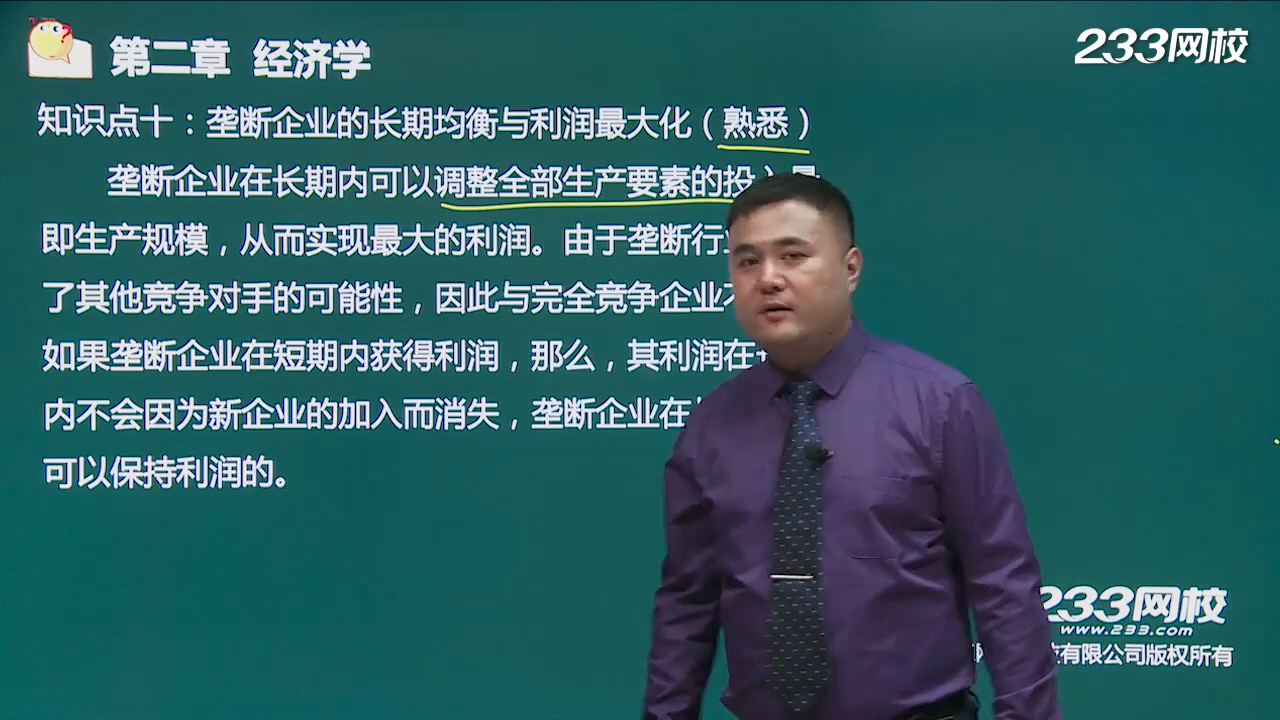 第二章 经济学
233网校
知识点十：垄断企业的长期均衡与利润最大化（熟悉）
垄断企业在长期内可以调整全部生产要素的投入量
即生产规模，从而实现最大的利润。由于垄断行
了其他竞争对手的可能性，因此与完全竞争企业
如果垄断企业在短期内获得利润，那么，其利润在
内不会因为新企业的加入而消失，垄断企业在
可以保持利润的。
233网校
www.233.com
校有限公司版权所有